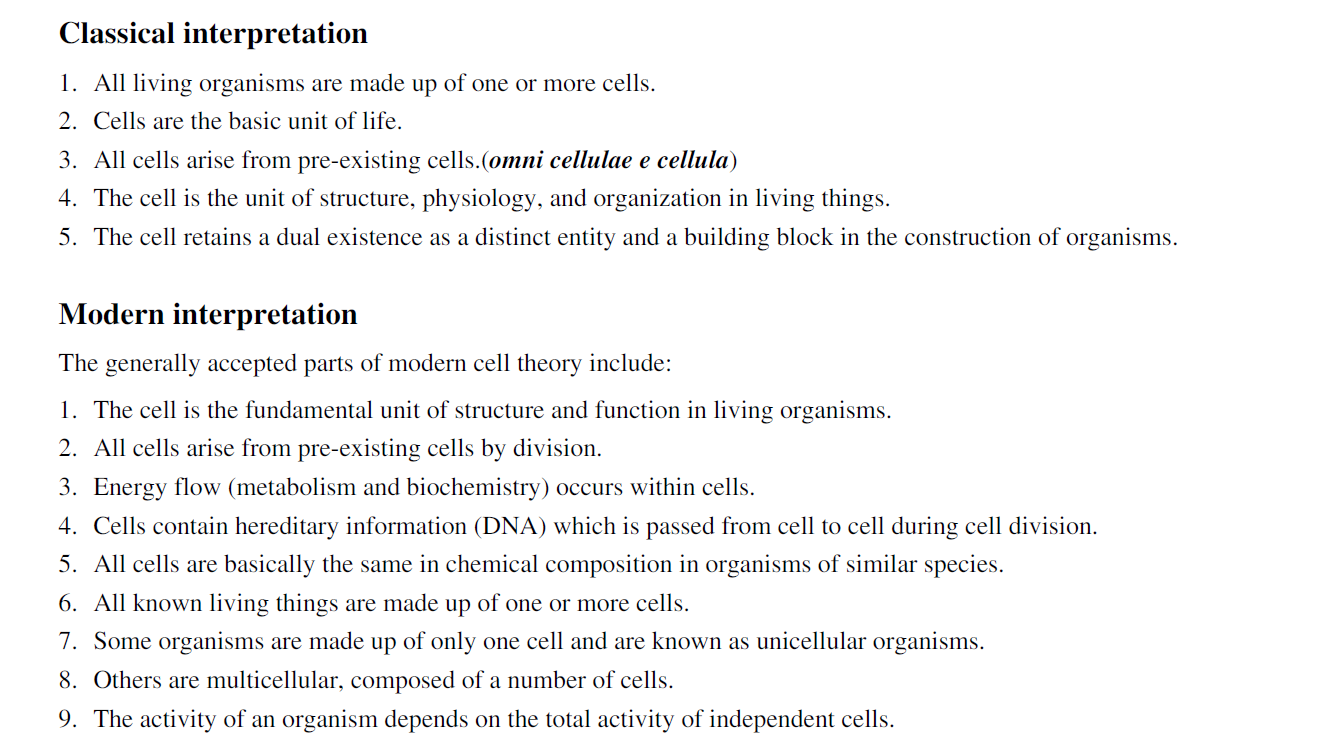 Classical interpretation
1. All living organisms are made up of one or more cells.
2. Cells are the basic unit of life.
3. All cells arise from pre-existing cells.(omni cellulae e cellula)
4. The cell is the unit of structure, physiology, and organization in living things.
5. The cell retains a dual existence as a distinct entity and a building block in the construction of organisms.
Modern interpretation
The generally accepted parts of modern cell theory include:
1. The cell is the fundamental unit of structure and function in living organisms.
2. All cells arise from pre-existing cells by division.
3. Energy flow (metabolism and biochemistry) occurs within cells.
4. Cells contain hereditary information (DNA) which is passed from cell to cell during cell division.
5. All cells are basically the same in chemical composition in organisms of similar species.
6. All known living things are made up of one or more cells.
7. Some organisms are made up of only one cell and are known as unicellular organisms.
8. Others are multicellular, composed of a number of cells.
9. The activity of an organism depends on the total activity of independent cells.